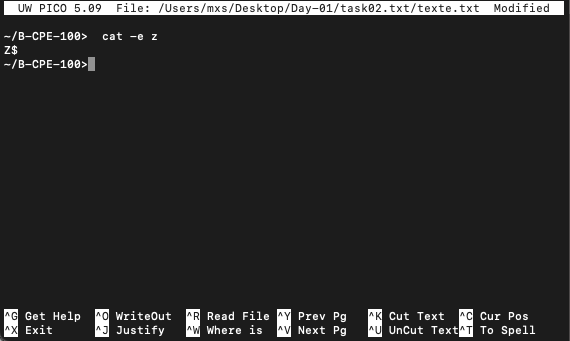 UW PICO 5.09  File: /Users/mxs/Desktop/Day-01/task02.txt/texte.txt  Modified
~/B-CPE-100>  cat -e z
Z$
~/B-CPE-100>
^G Get Help  ^O WriteOut  ^R Read File  ^Y Prev Pg  ^K Cut Text  ^C Cur Pos
^X Exit  ^J Justify  ^W Where is  ^V Next Pg  ^U UnCut Text  ^T To Spell